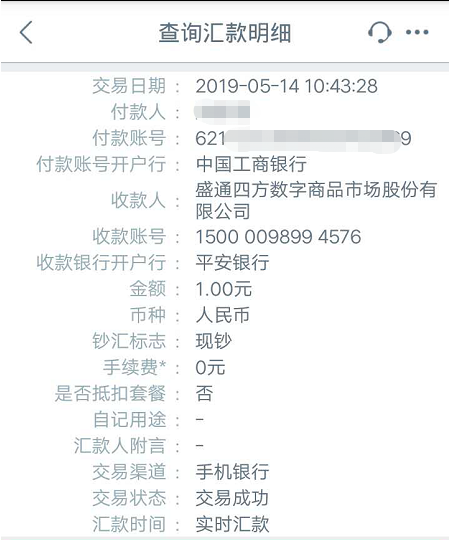 查询汇款明细
交易日期： 2019-05-14 10:43:28
付款人：
付款账号： 621 9
付款账号开户行： 中国工商银行
收款人： 盛通四方数字商品市场股份有
限公司
收款账号： 1500 009899 4576
收款银行开户行： 平安银行
金额： 1.00元
币种： 人民币
钞汇标志： 现钞
手续费*： 0元
是否抵扣套餐： 否
自记用途： -
汇款人附言： -
交易渠道： 手机银行
交易状态： 交易成功
汇款时间： 实时汇款